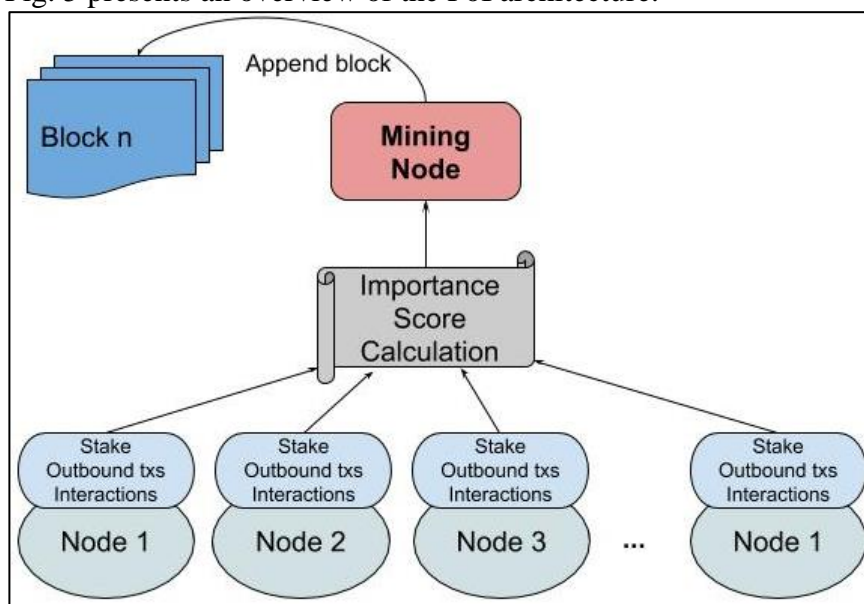 Fig. 3 presents an overview of the PoI architecture.
Append block
Block n
Mining
Node
Importance
Score
Calculation
Stake
Outbound txs
Interactions
Node 1
Stake
Outbound txs
Interactions
Node 2
Stake
Outbound txs
Interactions
Node 3
...
Stake
Outbound txs
Interactions
Node 1